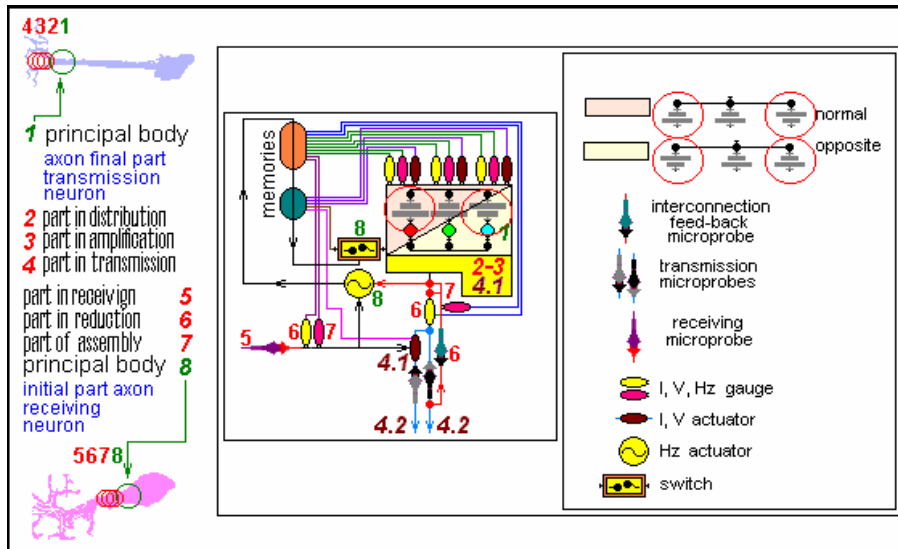 4321
1 principal body
axon final part
transmission
neuron
2 part in distribution
3 part in amplification
4 part in transmission
part in receivign 5
part in reduction 6
part of assembly 7
principal body 8
initial part axon
receiving
neuron
5678
memories
8
1
2-3
4.1
8
7
6
5
6
7
4.1
6
4.2
4.2
normal
opposite
interconnection
feed-back
microprobe
transmission
microprobes
receiving
microprobe
I, V, Hz gauge
I, V actuator
Hz actuator
switch